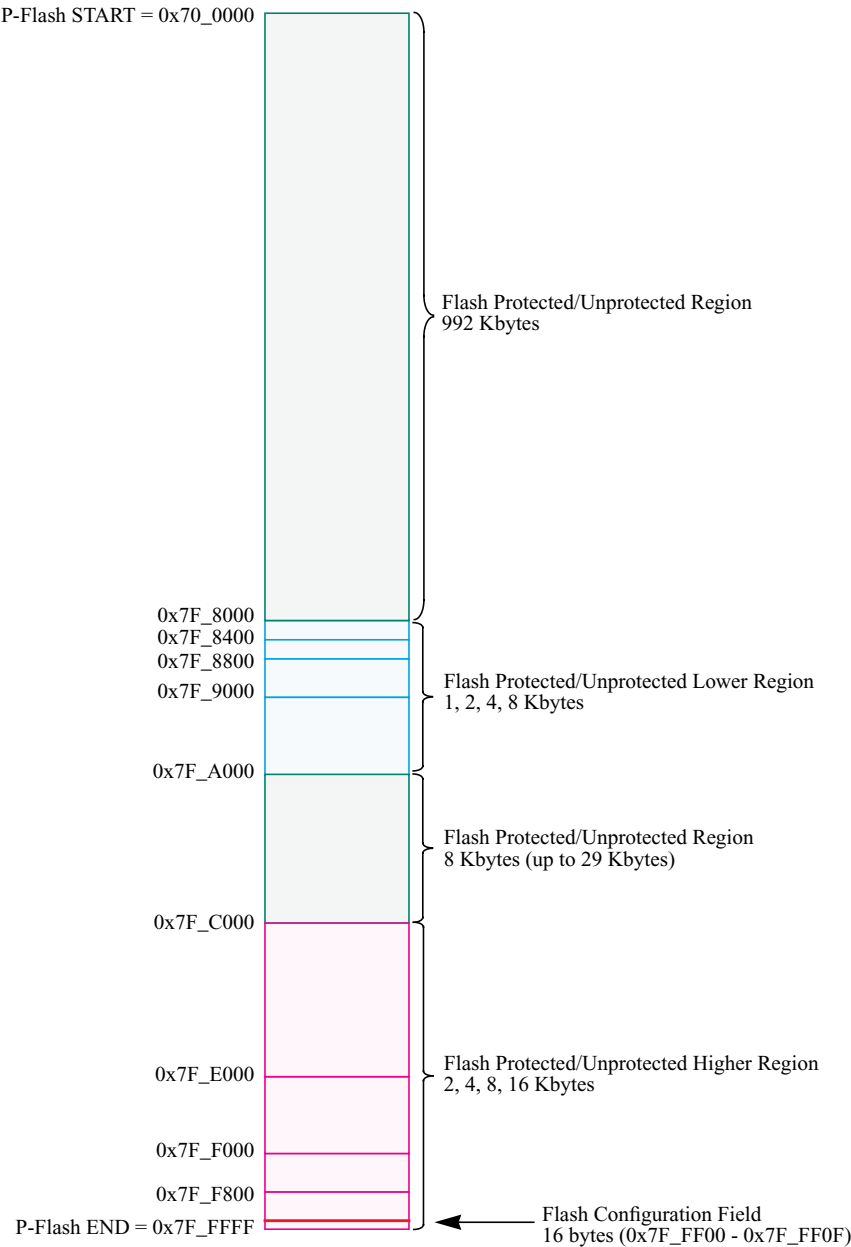 P-Flash START = 0x70_0000
Flash Protected/Unprotected Region
992 Kbytes
0x7F_8000
0x7F_8400
0x7F_8800
0x7F_9000
Flash Protected/Unprotected Lower Region
1, 2, 4, 8 Kbytes
0x7F_A000
Flash Protected/Unprotected Region
8 Kbytes (up to 29 Kbytes)
0x7F_C000
Flash Protected/Unprotected Higher Region
2, 4, 8, 16 Kbytes
0x7F_E000
0x7F_F000
0x7F_F800
P-Flash END = 0x7F_FFFF
Flash Configuration Field
16 bytes (0x7F_FF00 - 0x7F_FF0F)